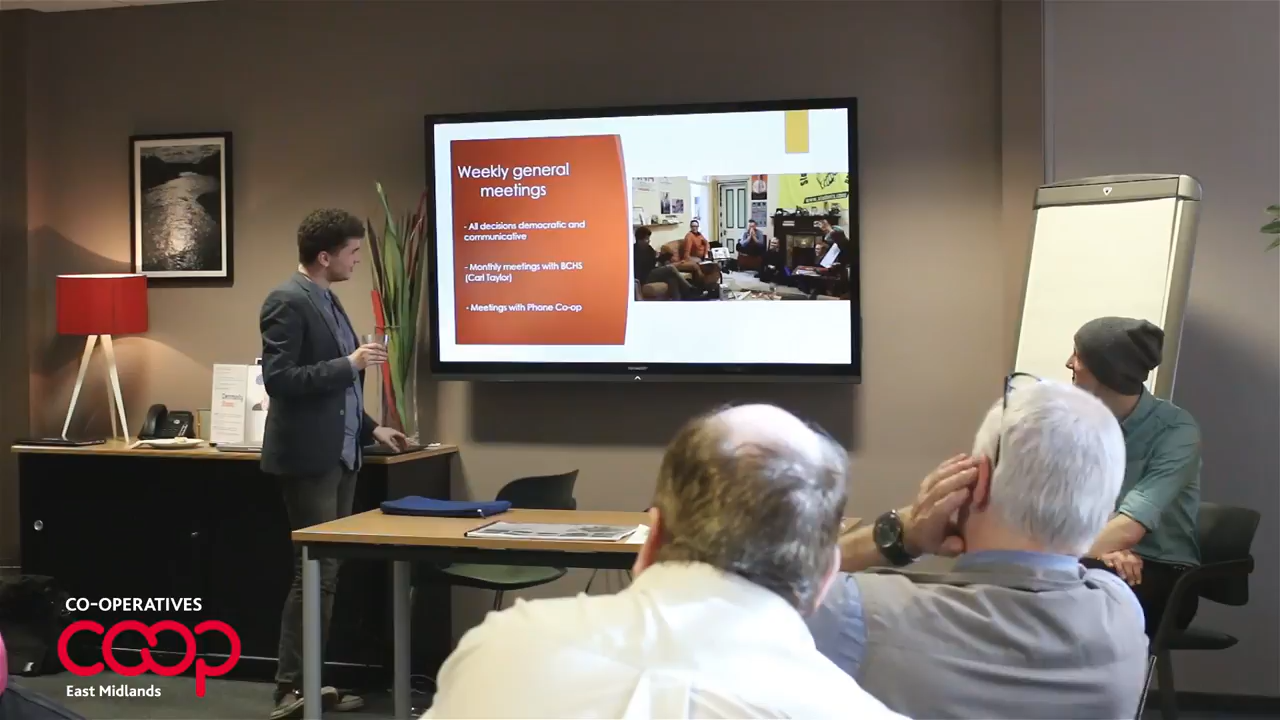 Weekly general
meetings
- All decisions democratic and
communicative
- Monthly meetings with BCHS
(Carl Taylor)
- Meetings with Phone Co-op
CO-OPERATIVES
coop
East Midlands